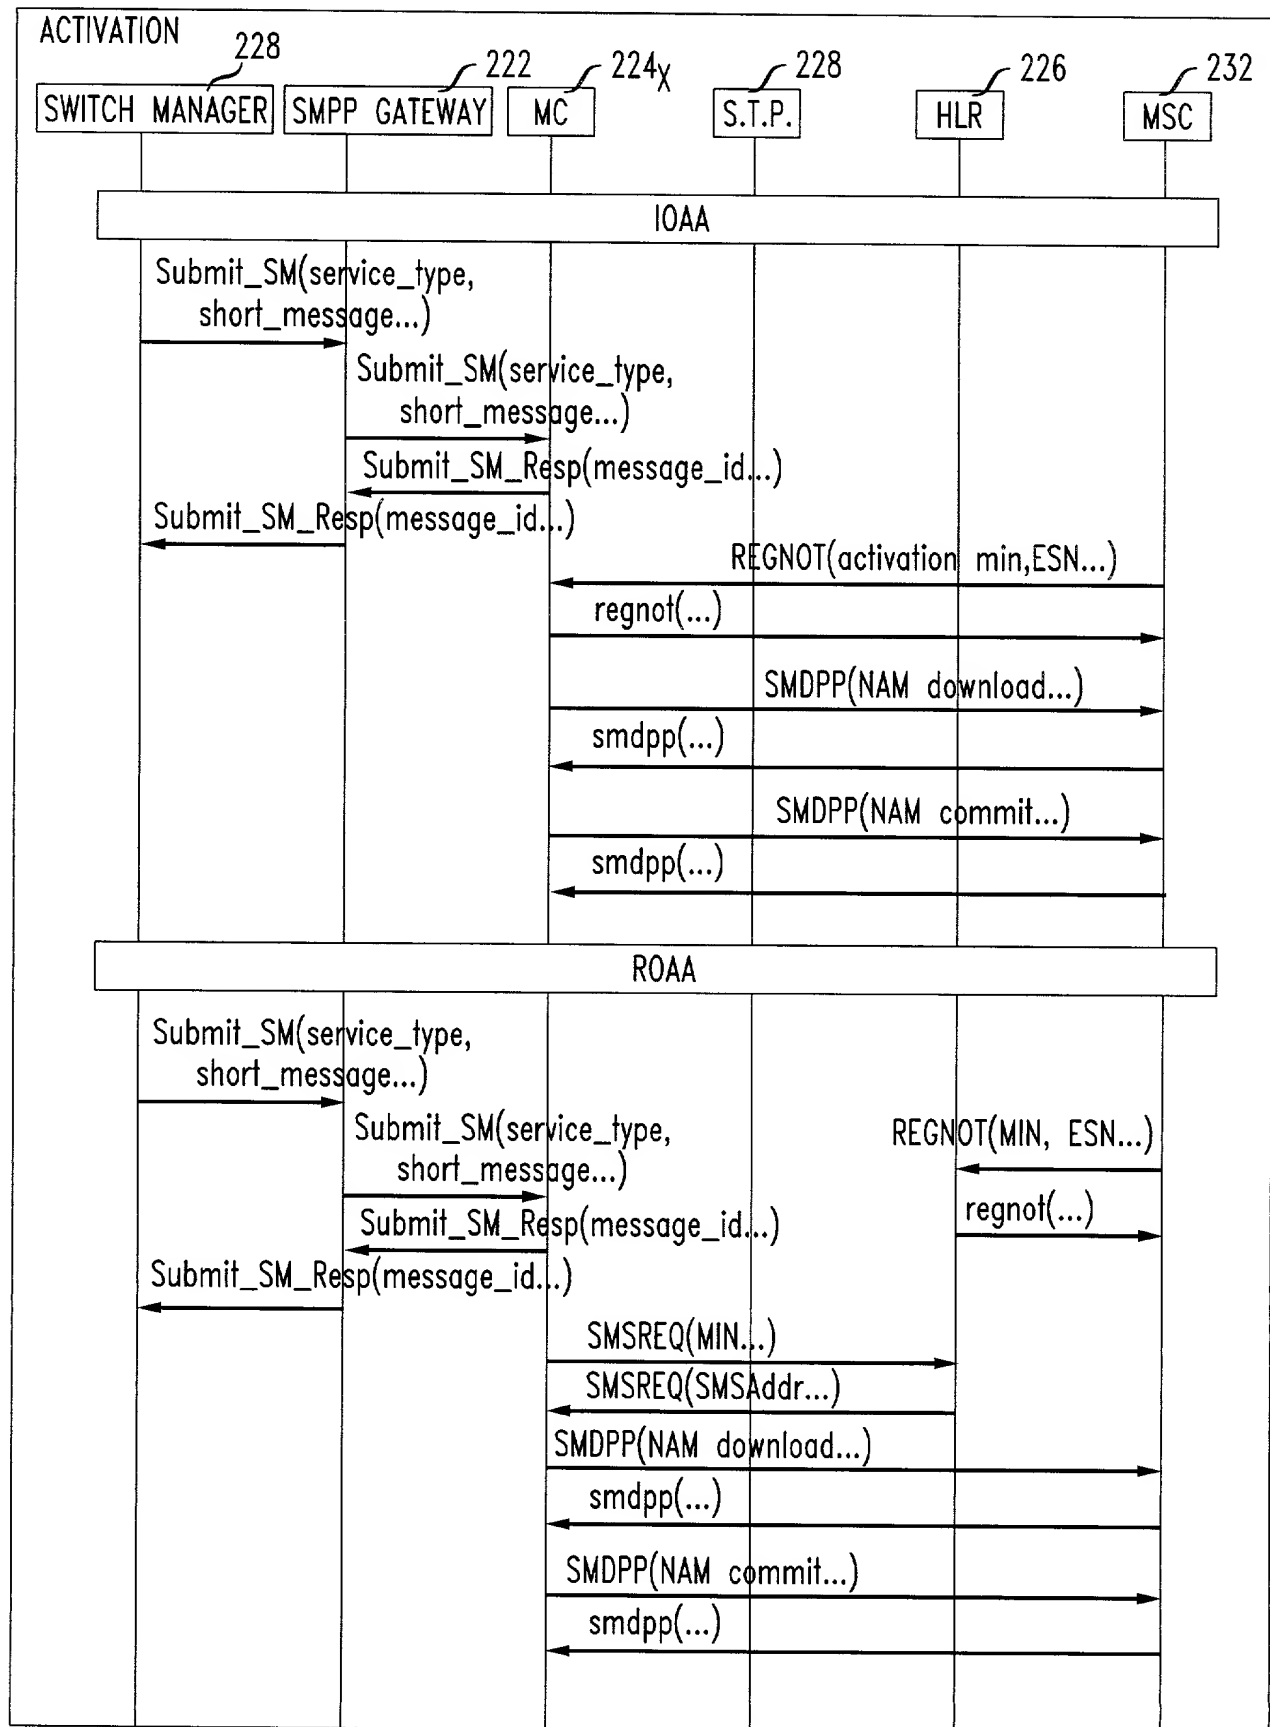 ACTIVATION
228
222
224X
228
226
232
SWITCH MANAGER
SMPP GATEWAY
MC
S.T.P.
HLR
MSC
IOAA
Submit_SM(service_type,
short_message...)
Submit_SM(service_type,
short_message...)
Submit_SM_Resp(message_id...)
Submit_SM_Resp(message_id...)
REGNOT(activation min,ESN...)
regnot(...)
SMDPP(NAM download...)
smdpp(...)
SMDPP(NAM commit...)
smdpp(...)
ROAA
Submit_SM(service_type,
short_message...)
Submit_SM(service_type,
short_message...)
REGNOT(MIN, ESN...)
regnot(...)
Submit_SM_Resp(message_id...)
Submit_SM_Resp(message_id...)
SMSREQ(MIN...)
SMSREQ(SMSAddr...)
SMDPP(NAM download...)
smdpp(...)
SMDPP(NAM commit...)
smdpp(...)